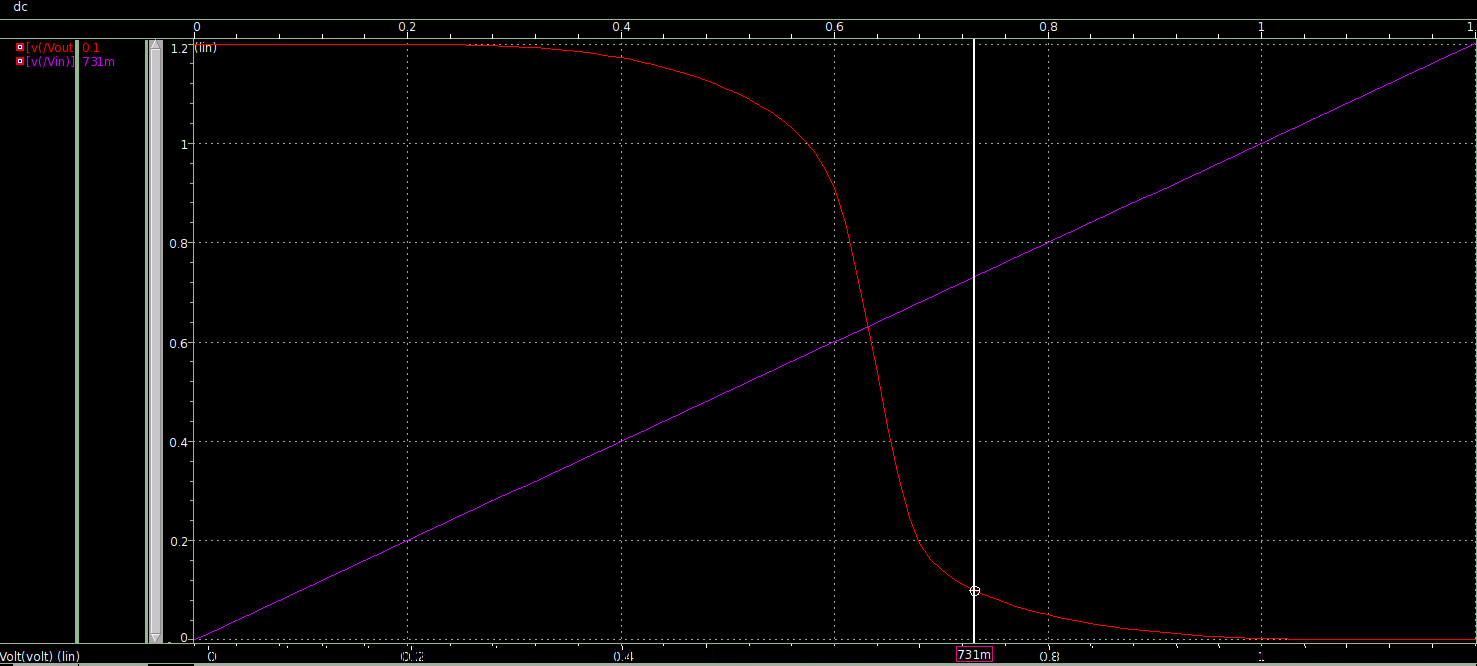 dc
0 0.2 0.4 0.6 0.8 1 1.
[v(/Vout 0.1
[v(/Vin)] 731m
1.2 (lin)
1
0.8
0.6
0.4
0.2
0
Volt(volt) (lin) 0 0.4 731m 0.8 1